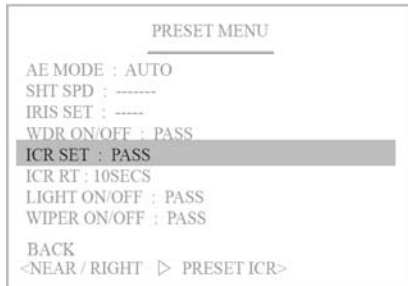 PRESET MENU
AE MODE : AUTO
SHT SPD : -------
IRIS SET : -----
WDR ON/OFF : PASS
ICR SET : PASS
ICR RT : 10SECS
LIGHT ON/OFF : PASS
WIPER ON/OFF : PASS
BACK
<NEAR / RIGHT ▷ PRESET ICR>